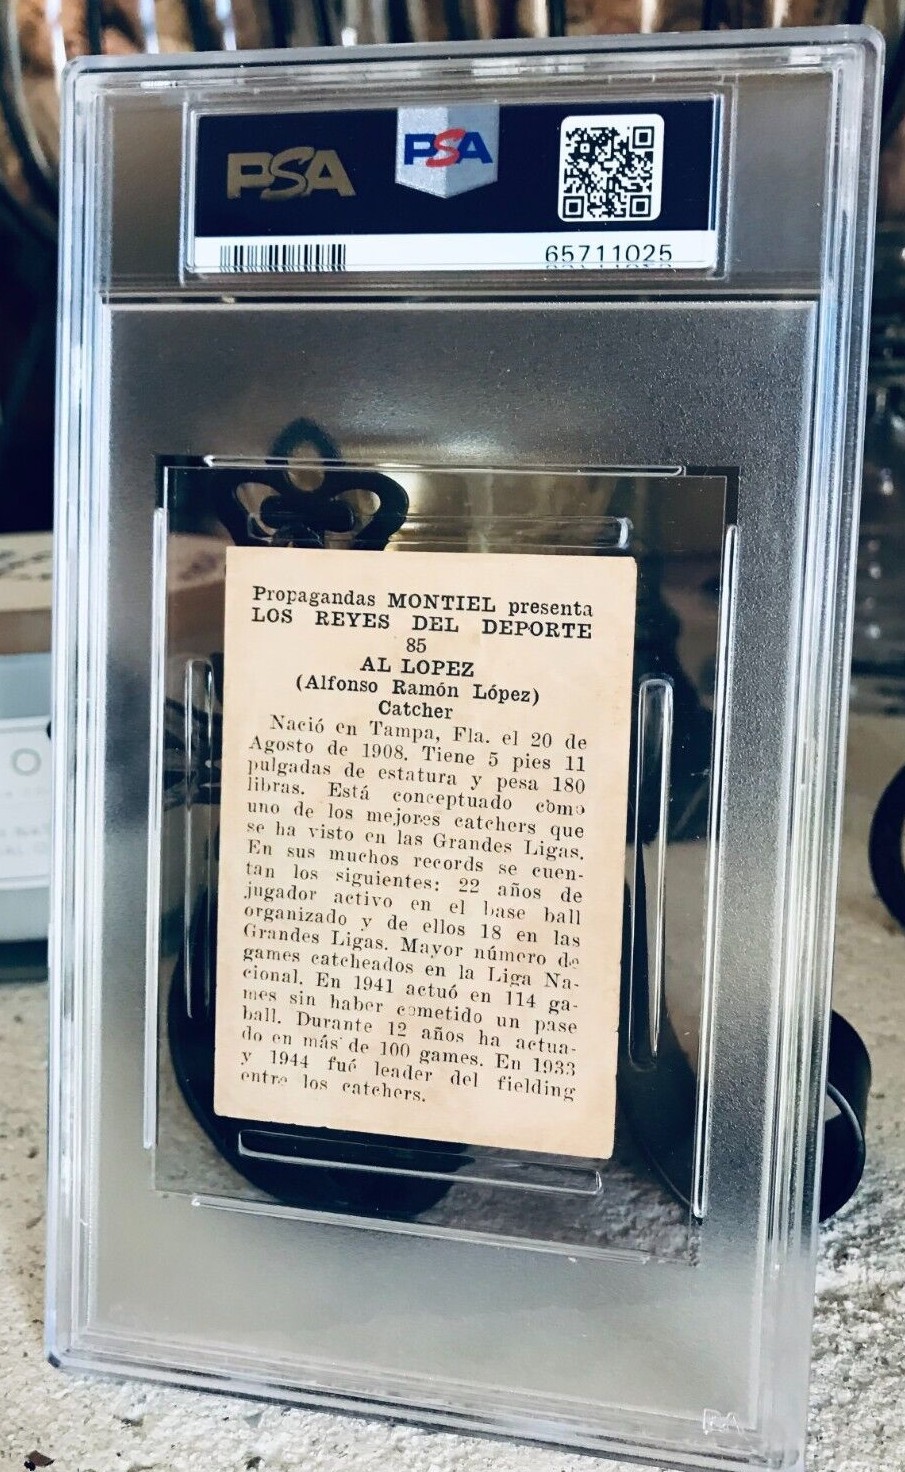 PSA PSA
65711025
Propagandas MONTIEL presenta
LOS REYES DEL DEPORTE
85
AL LOPEZ
(Alfonso Ramón López)
Catcher
Nació en Tampa, Fla. el 20 de
Agosto de 1908. Tiene 5 pies 11
pulgadas de estatura y pesa 180
libras. Está conceptuado como
uno de los mejores catchers que
se ha visto en las Grandes Ligas.
En sus muchos records se cuen-
tan los siguientes: 22 años de
jugador activo en el base ball
organizado y de ellos 18 en las
Grandes Ligas. Mayor número de
games catcheados en la Liga Na-
cional. En 1941 actuó en 114 ga-
mes sin haber cometido un pase
ball. Durante 12 años ha actua-
do en más de 100 games. En 1933
y 1944 fué leader del fielding
entre los catchers.